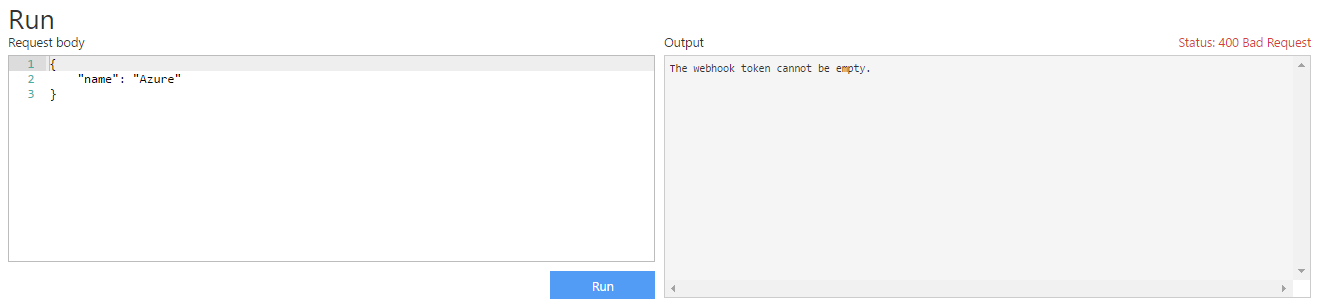 Run
Request body
Output
Status: 400 Bad Request
1 {
2     "name": "Azure"
3 }
The webhook token cannot be empty.
Run